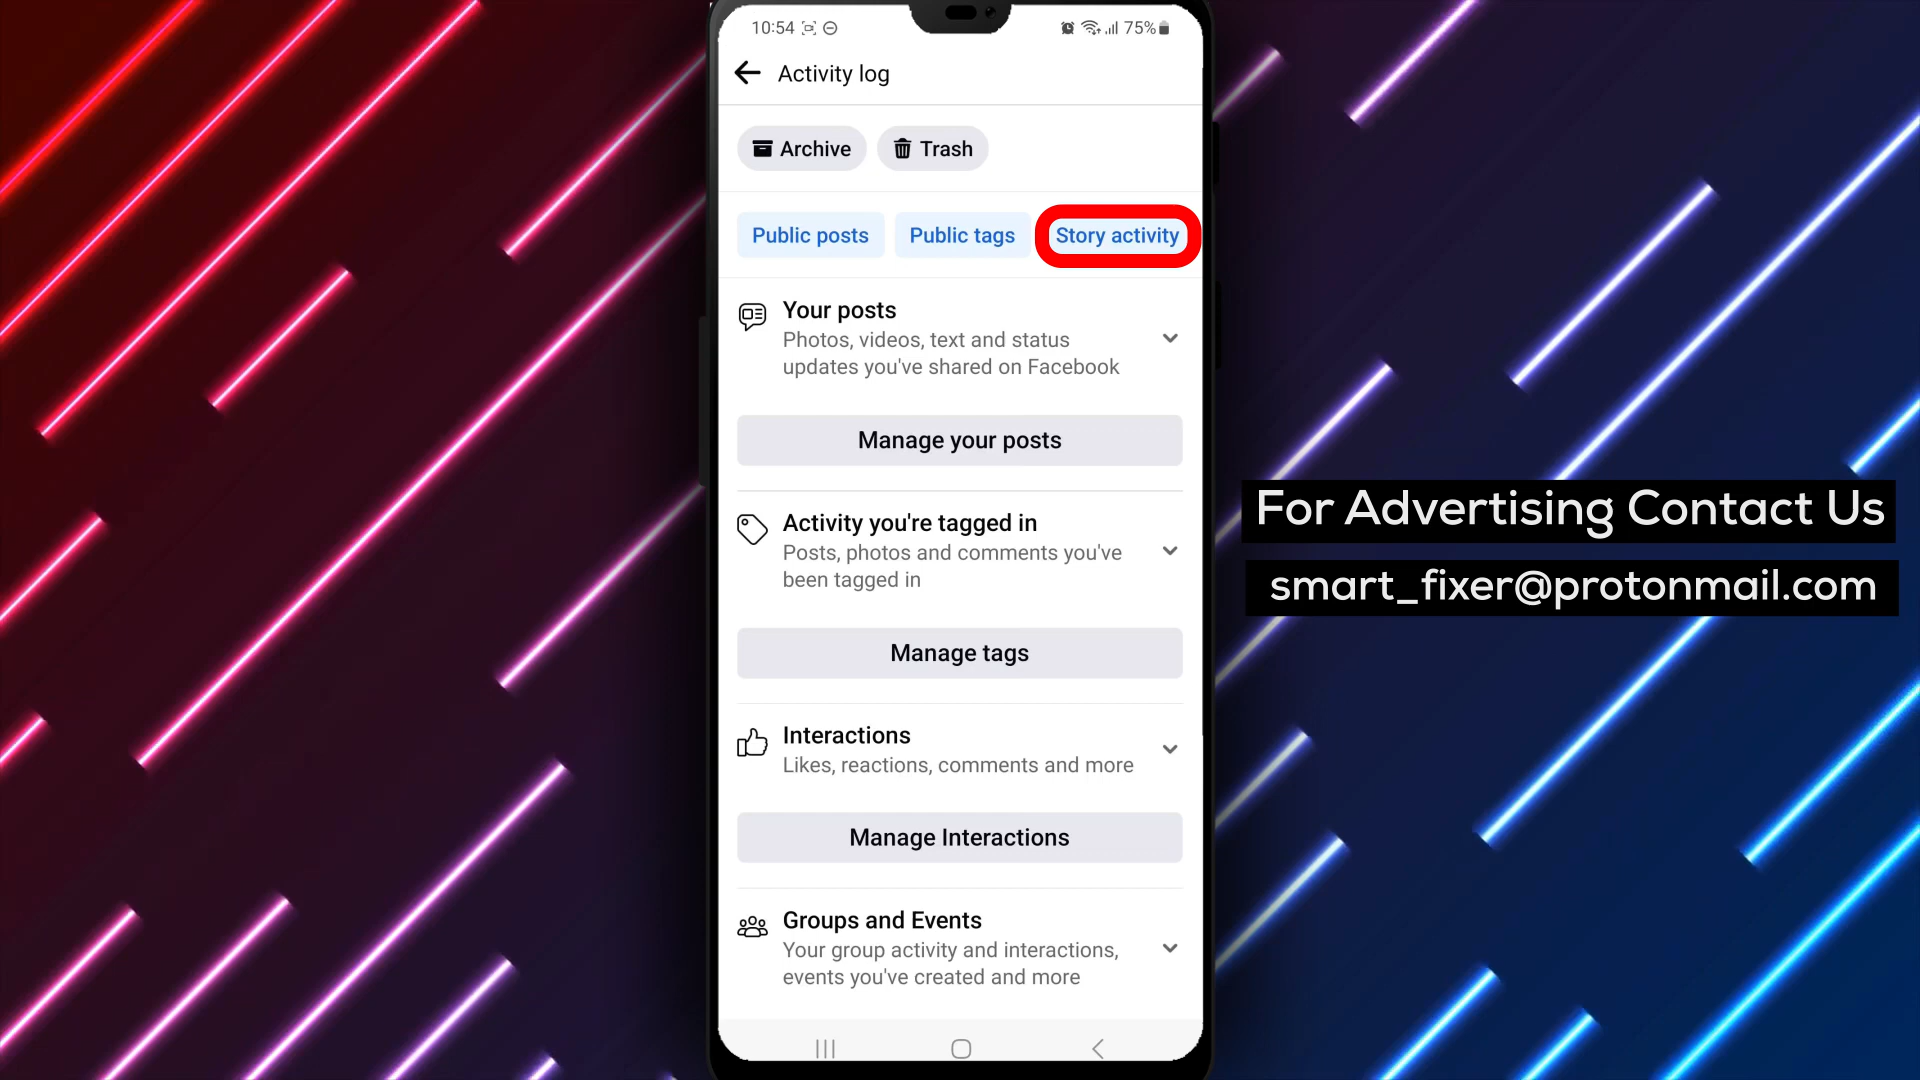 10:54
75%
Activity log
Archive
Trash
Public posts
Public tags
Story activity
Your posts
Photos, videos, text and status
updates you've shared on Facebook
Manage your posts
Activity you're tagged in
Posts, photos and comments you've
been tagged in
Manage tags
Interactions
Likes, reactions, comments and more
Manage Interactions
Groups and Events
Your group activity and interactions,
events you've created and more
For Advertising Contact Us
smart_fixer@protonmail.com